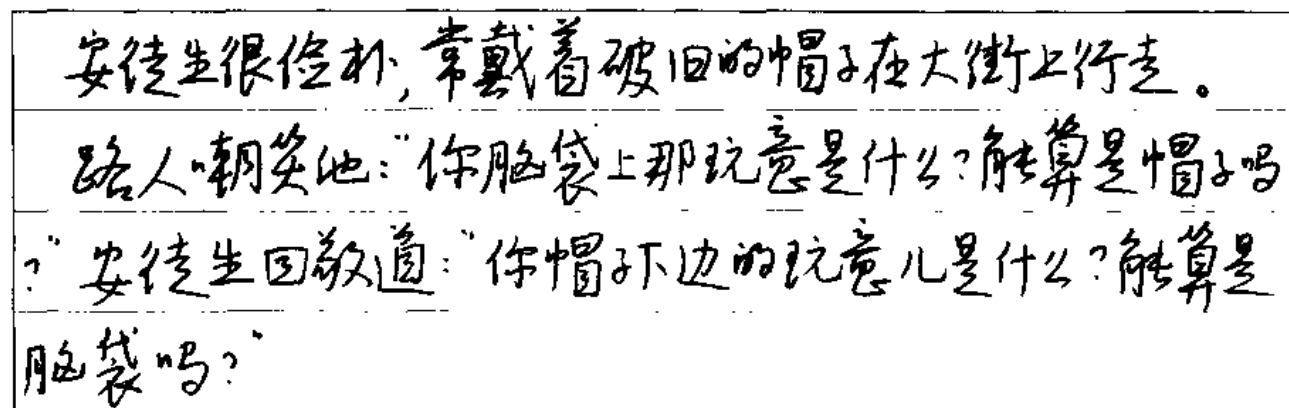 安徒生很俭朴,常戴着破旧的帽子在大街上行走。
路人嘲笑他:"你脑袋上那玩意是什么?能算是帽子吗
?"安徒生回敬道:"你帽子下边的玩意儿是什么?能算是
脑袋吗?"